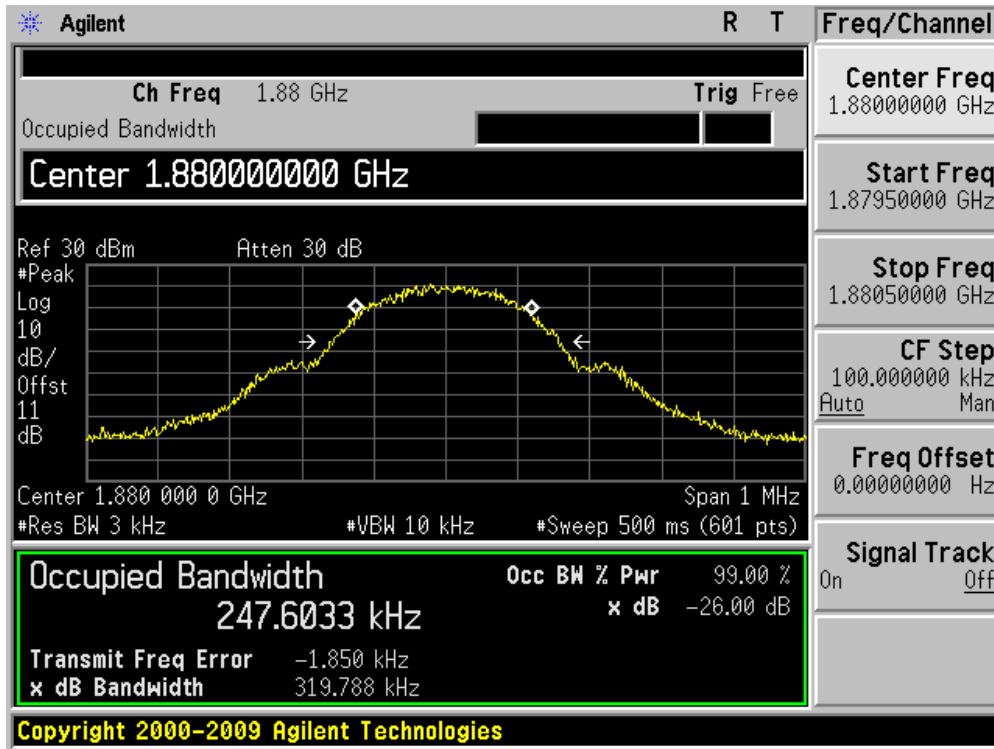 Agilent R T
Freq/Channel
Ch Freq 1.88 GHz Trig Free
Occupied Bandwidth
Center 1.880000000 GHz
Ref 30 dBm Atten 30 dB
#Peak
Log
10
dB/
Offst
11
dB
Center 1.880 000 0 GHz Span 1 MHz
#Res BW 3 kHz #VBW 10 kHz #Sweep 500 ms (601 pts)
Occupied Bandwidth Occ BW % Pwr 99.00 %
247.6033 kHz x dB -26.00 dB
Transmit Freq Error -1.850 kHz
x dB Bandwidth 319.788 kHz
Copyright 2000-2009 Agilent Technologies
Center Freq
1.88000000 GHz
Start Freq
1.87950000 GHz
Stop Freq
1.88050000 GHz
CF Step
100.000000 kHz
Auto Man
Freq Offset
0.00000000 Hz
Signal Track
On Off